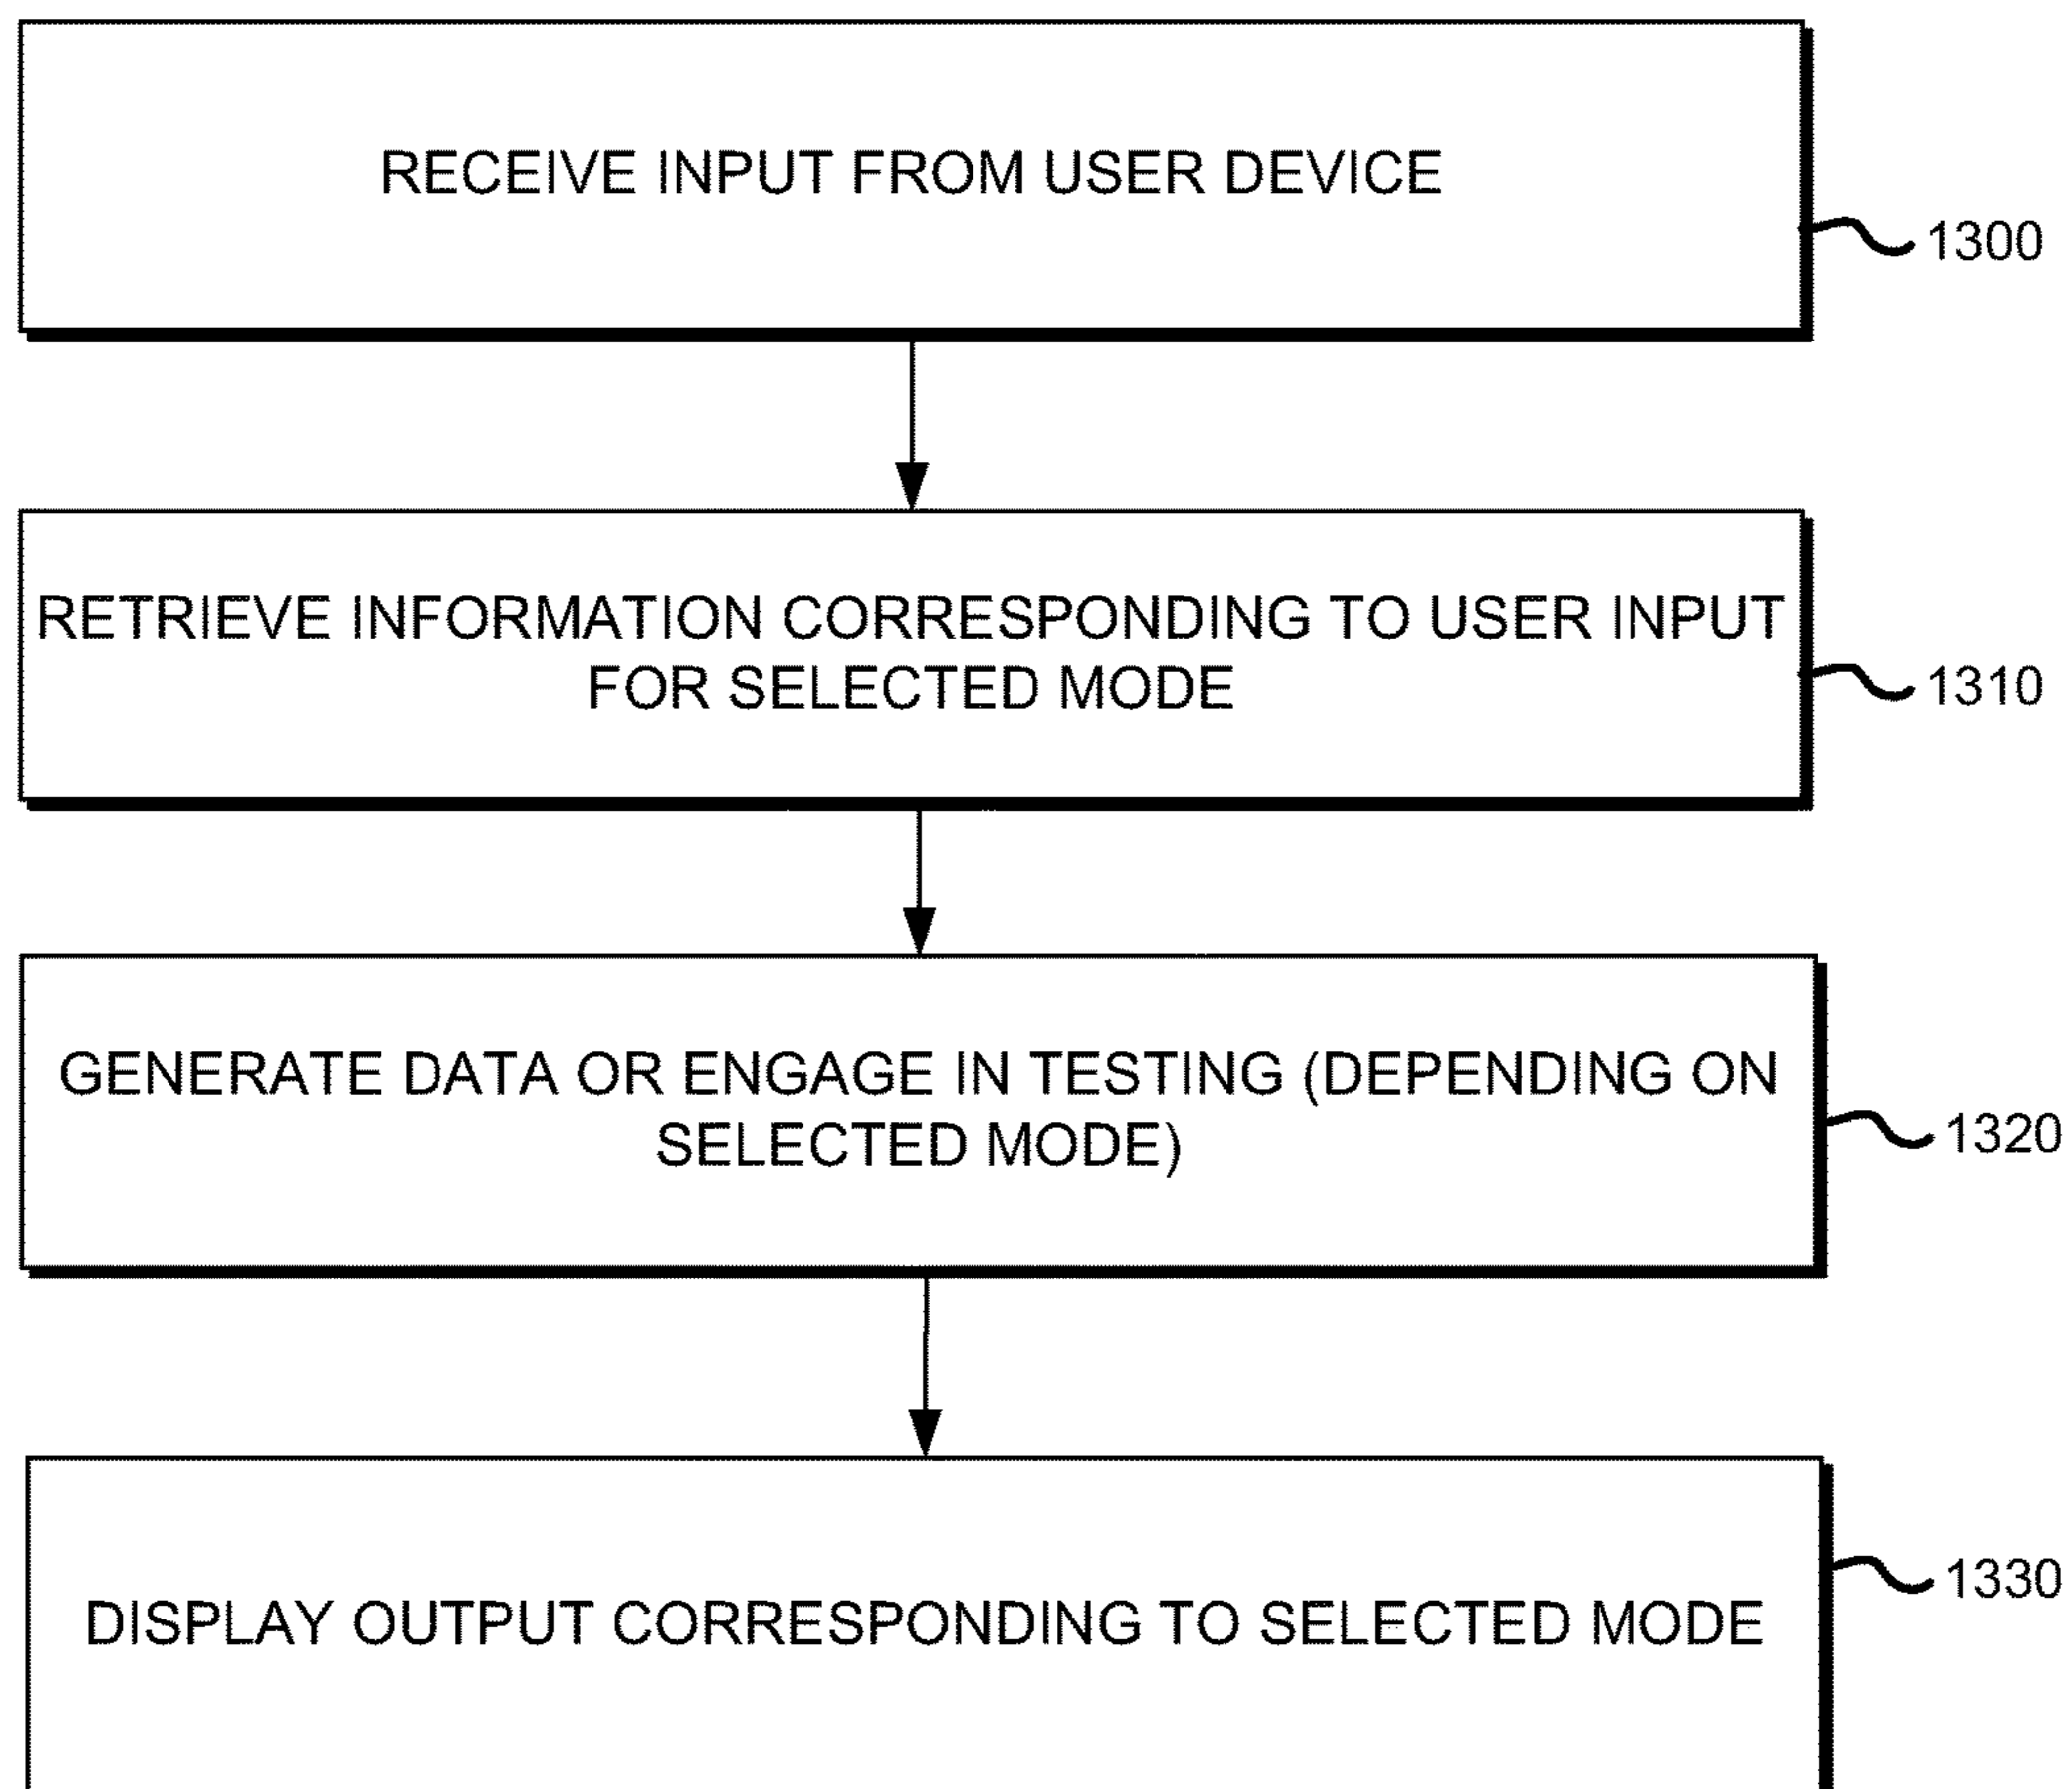 RECEIVE INPUT FROM USER DEVICE
1300
RETRIEVE INFORMATION CORRESPONDING TO USER INPUT
FOR SELECTED MODE
1310
GENERATE DATA OR ENGAGE IN TESTING (DEPENDING ON
SELECTED MODE)
1320
DISPLAY OUTPUT CORRESPONDING TO SELECTED MODE
1330